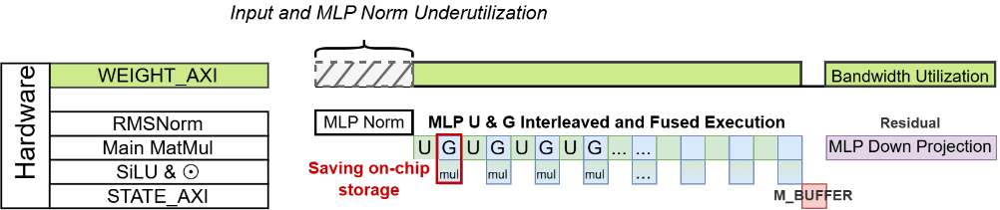 Input and MLP Norm Underutilization
Hardware
WEIGHT_AXI
Bandwidth Utilization
RMSNorm
MLP Norm
MLP U & G Interleaved and Fused Execution
Residual
Main MatMul
U G U G U G U G ... ...
MLP Down Projection
SiLU & ⊙
Saving on-chip
storage
mul mul mul mul ...
STATE_AXI
M_BUFFER